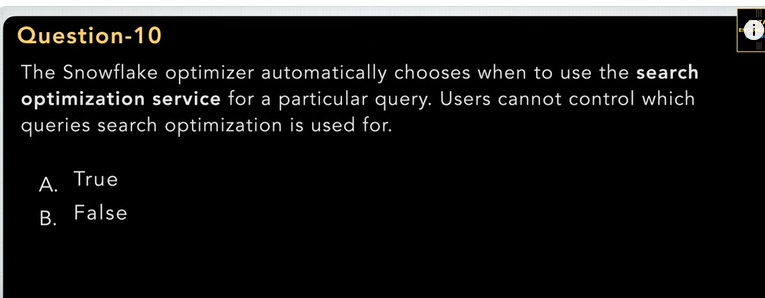 Question-10
The Snowflake optimizer automatically chooses when to use the search
optimization service for a particular query. Users cannot control which
queries search optimization is used for.
A. True
B. False